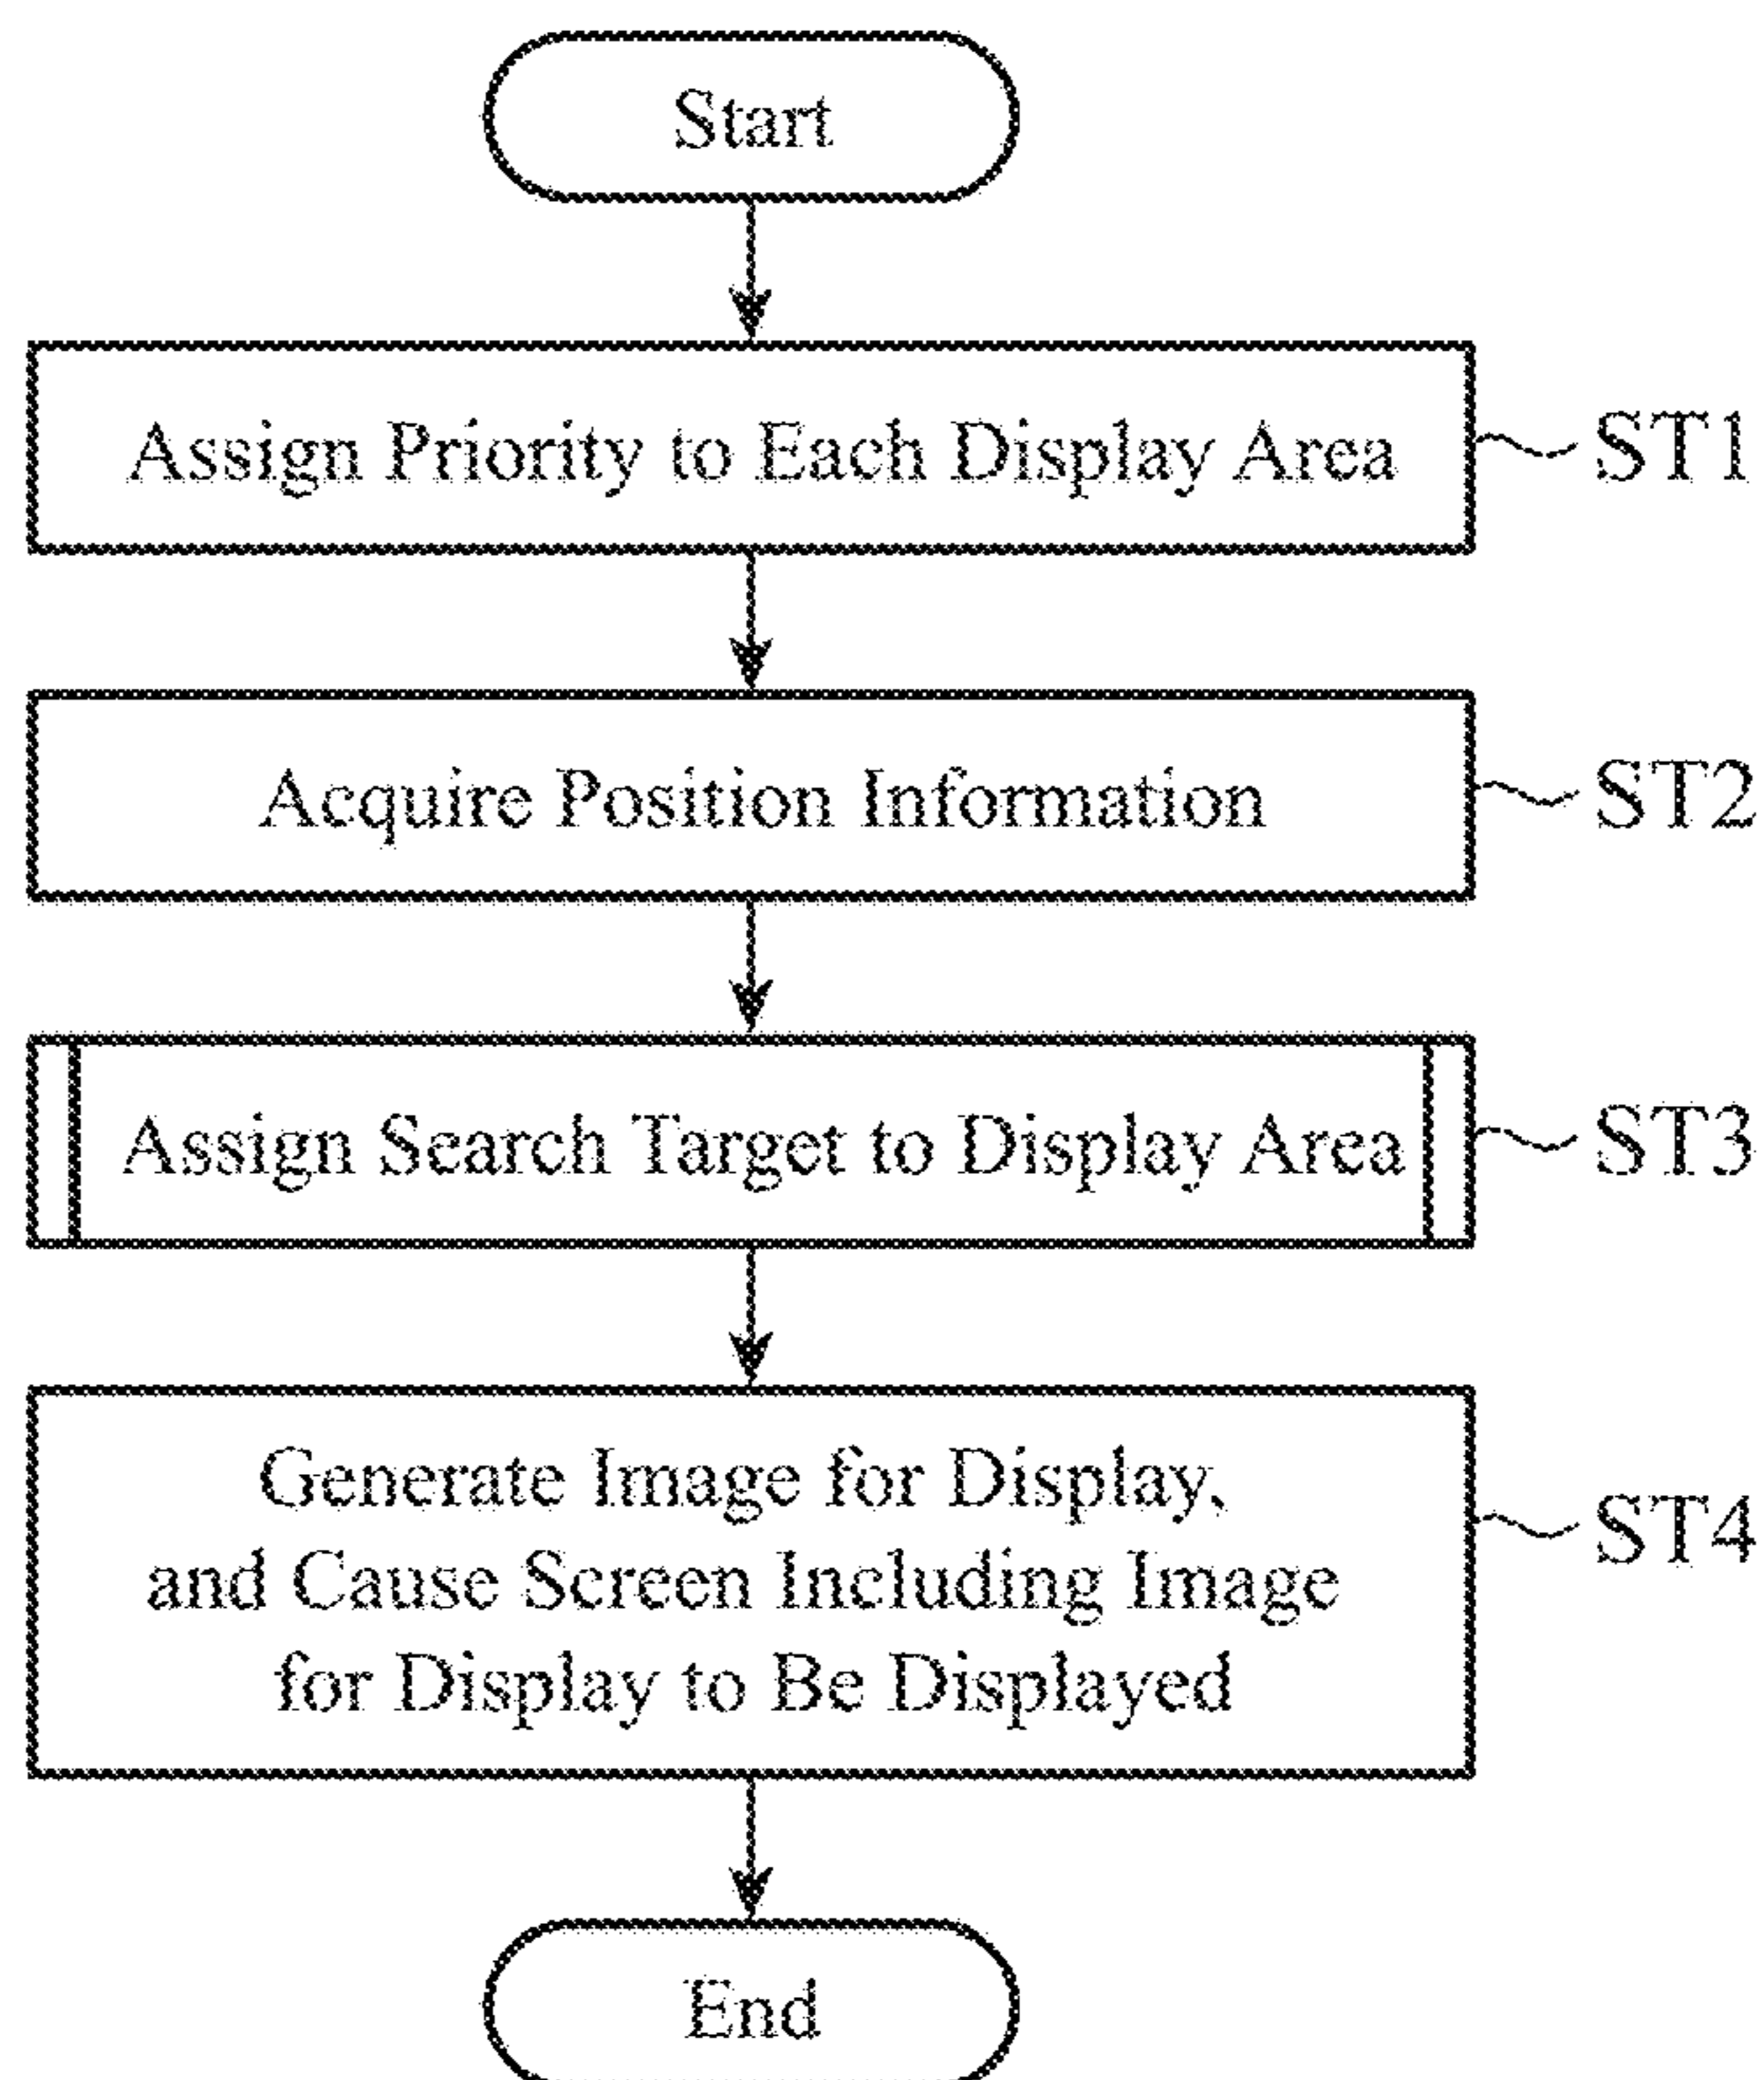 Start
Assign Priority to Each Display Area
ST1
Acquire Position Information
ST2
Assign Search Target to Display Area
ST3
Generate Image for Display,
and Cause Screen Including Image
for Display to Be Displayed
ST4
End